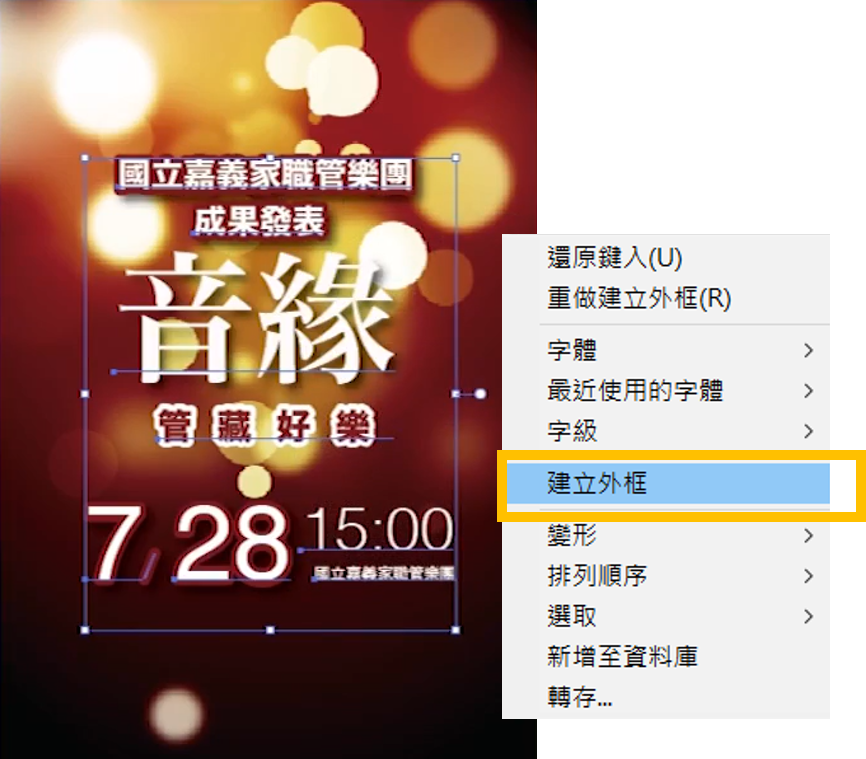 國立嘉義家職管樂團
成果發表
音緣
管藏好樂
7/28 15:00
國立嘉義家職管樂團
還原鍵入(U)
重做建立外框(R)
字體
最近使用的字體
字級
建立外框
變形
排列順序
選取
新增至資料庫
轉存...